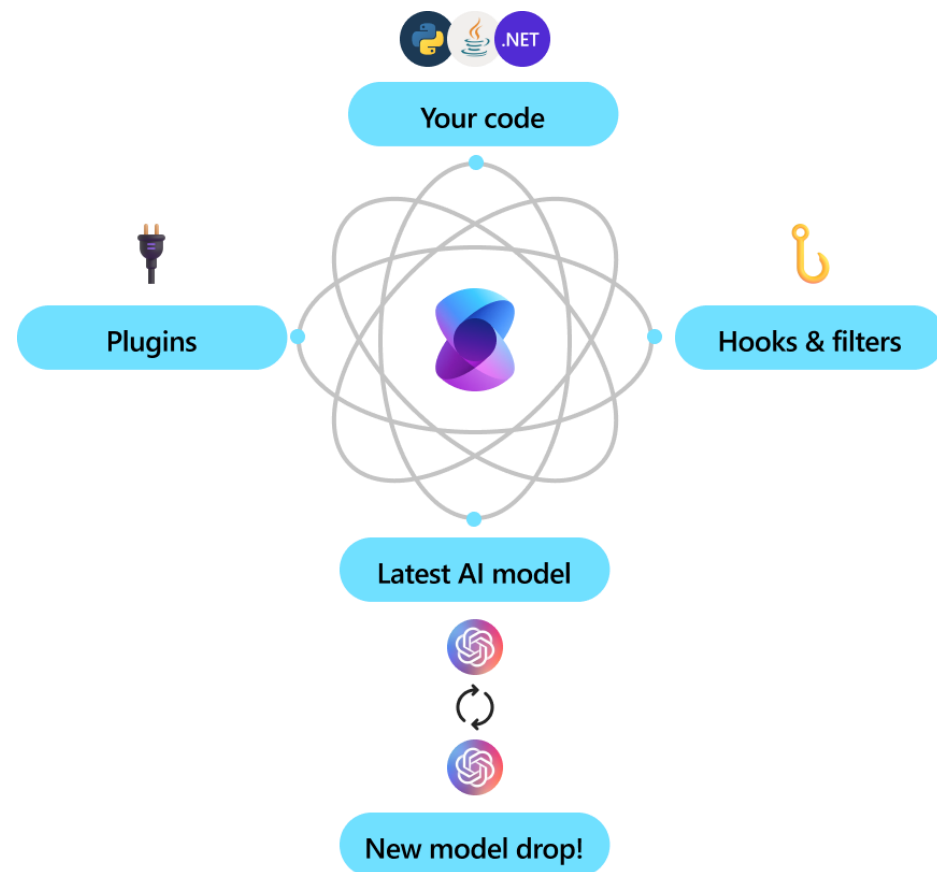 .NET
Your code
Plugins
Hooks & filters
Latest AI model
New model drop!